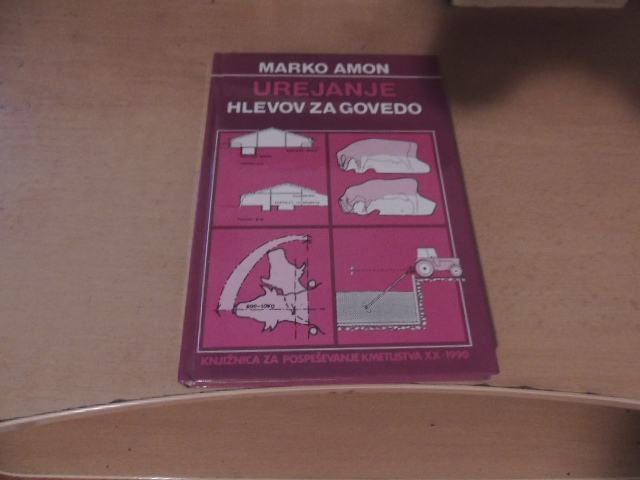 MARKO AMON
UREJANJE
HLEVOV ZA GOVEDO
KNJIŽNICA ZA POSPEŠEVANJE KMETIJSTVA XX - 1990